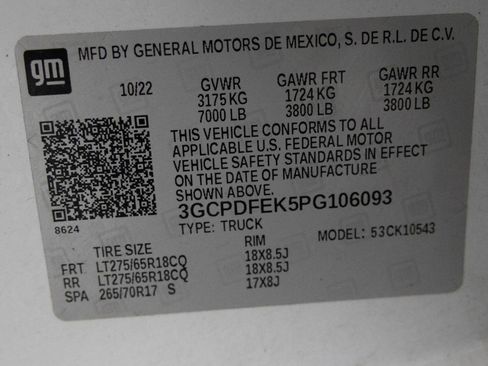 gm
MFD BY GENERAL MOTORS DE MEXICO, S. DE R.L. DE C.V.
10/22 GVWR GAWR FRT GAWR RR
3175 KG 1724 KG 1724 KG
7000 LB 3800 LB 3800 LB
THIS VEHICLE CONFORMS TO ALL
APPLICABLE U.S. FEDERAL MOTOR
VEHICLE SAFETY STANDARDS IN EFFECT
ON THE DATE OF MANUFACTURE
SHOWN ABOVE.
8624
3GCPDFEK5PG106093
TYPE: TRUCK MODEL: 53CK10543
TIRE SIZE RIM
FRT LT275/65R18CQ 18X8.5J
RR LT275/65R18CQ 18X8.5J
SPA 265/70R17 S 17X8J